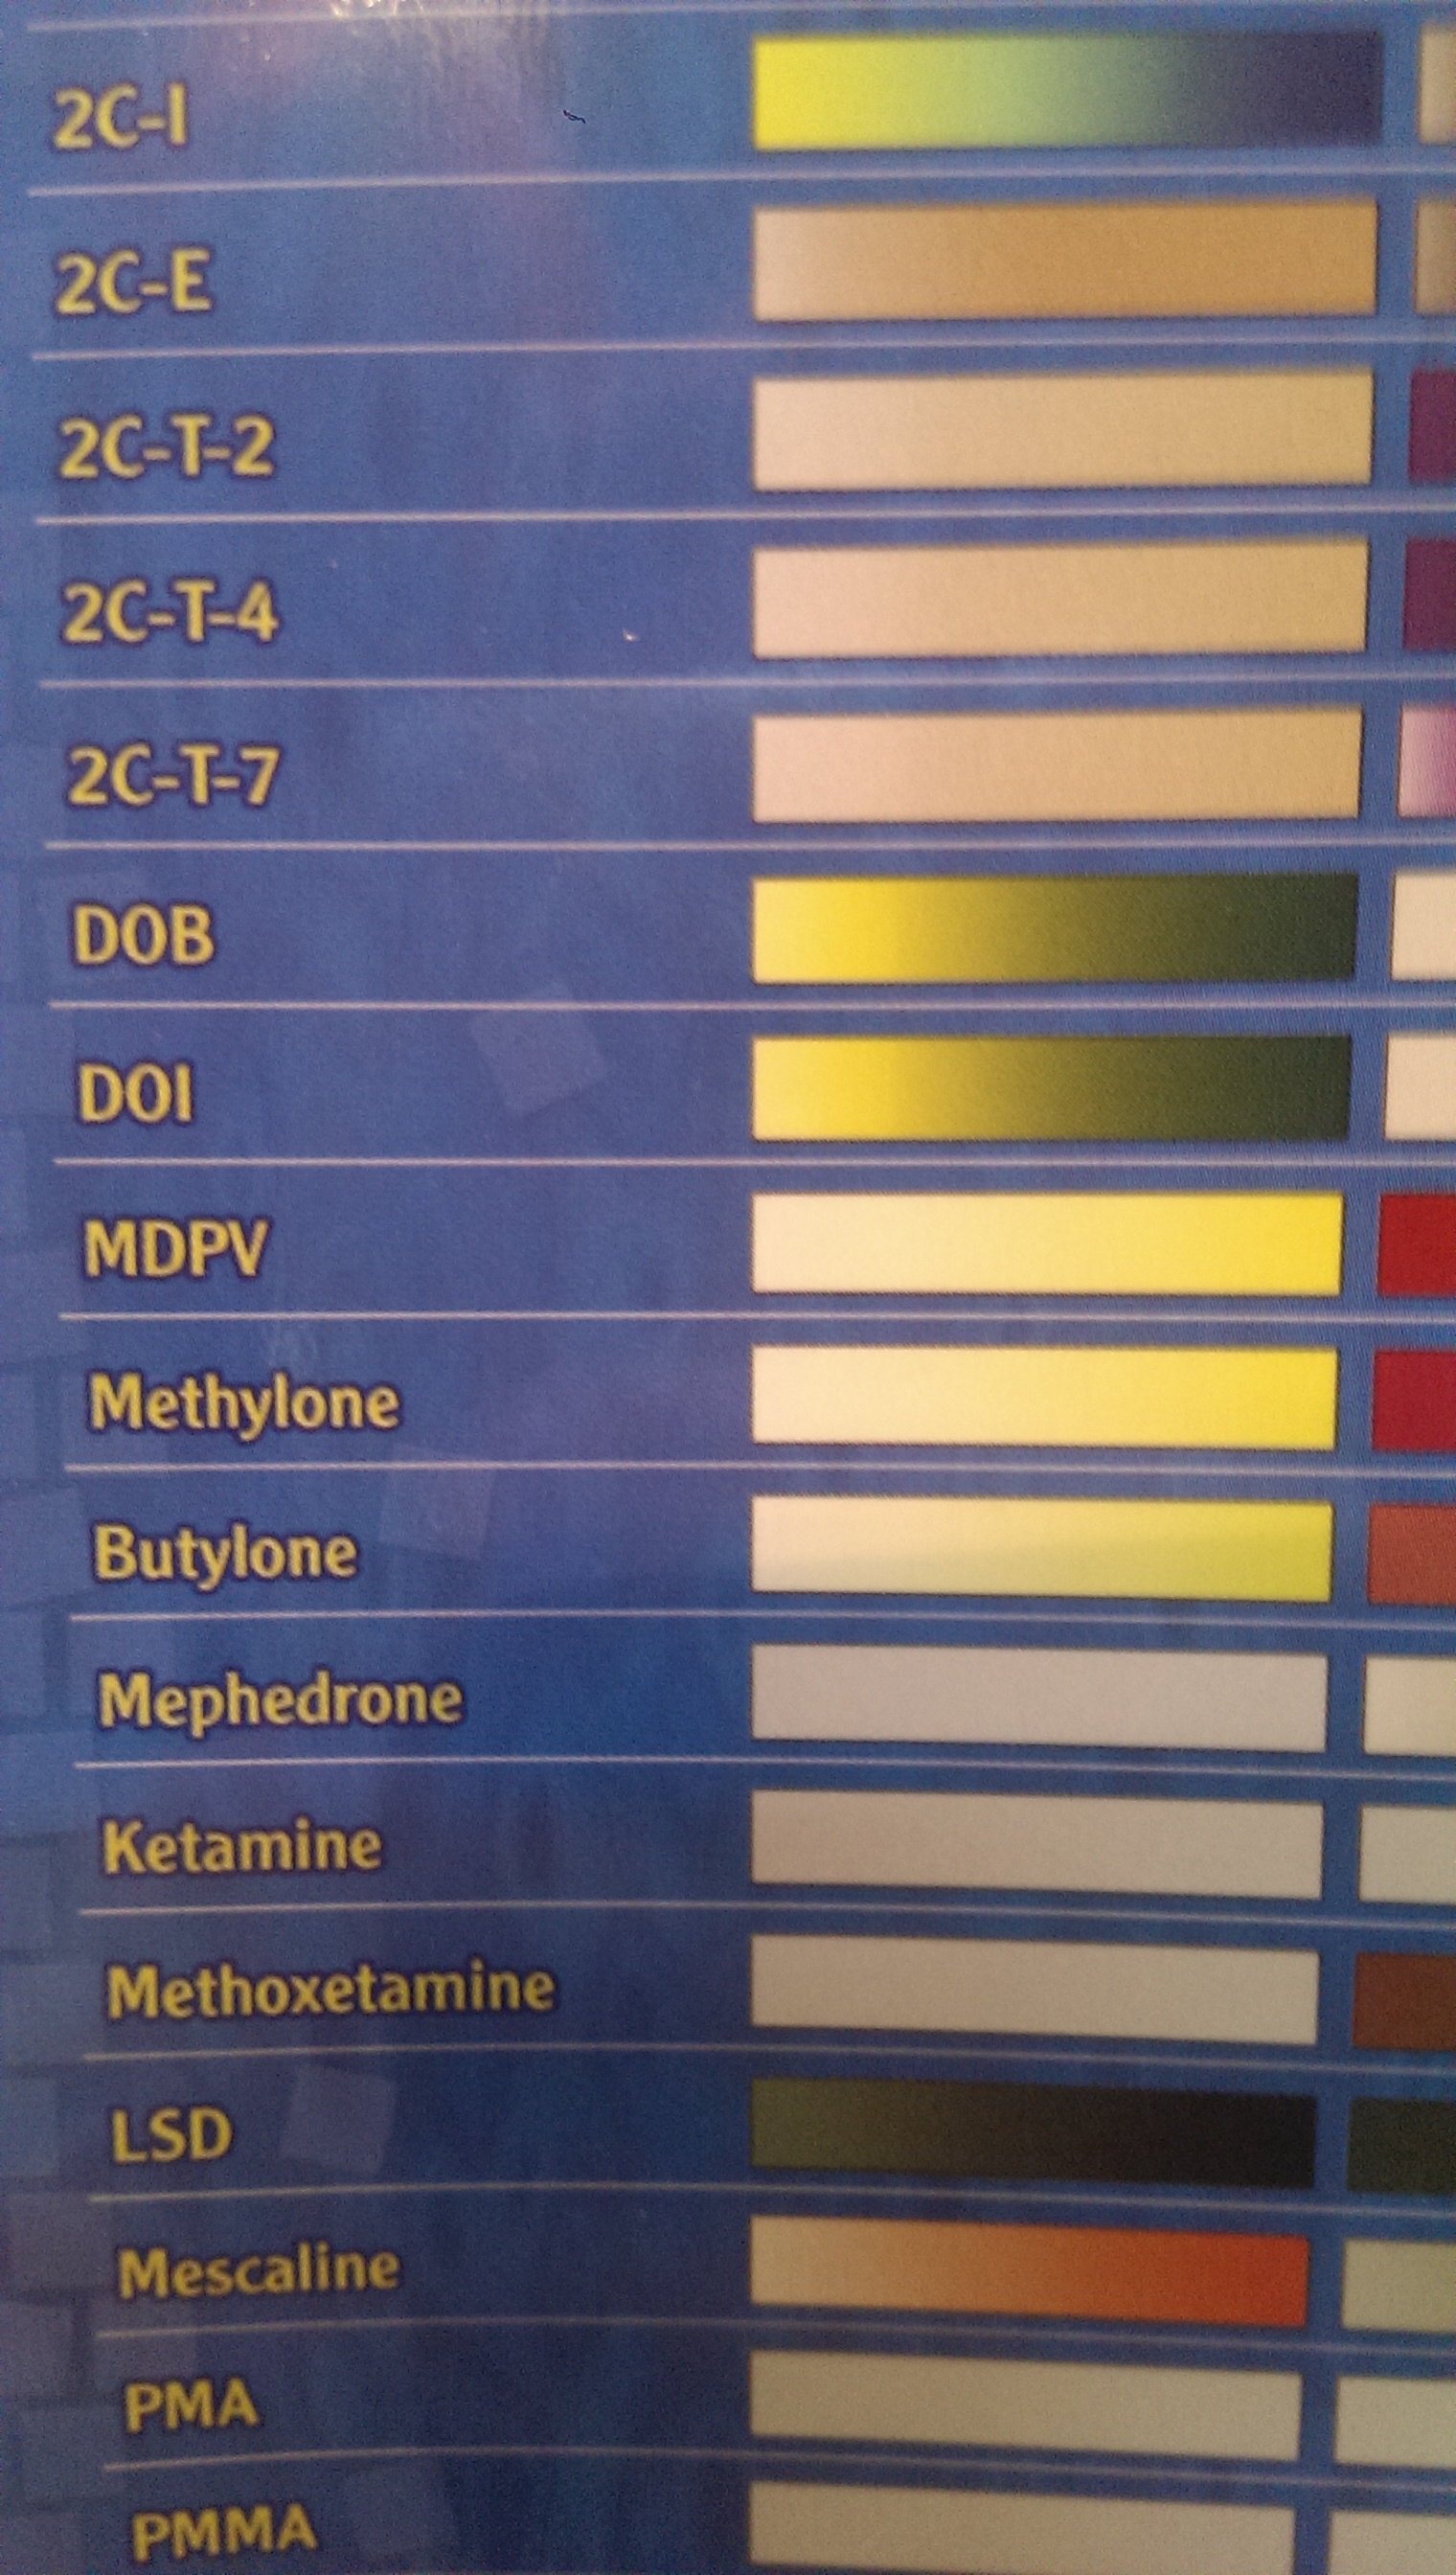 2C-I
2C-E
2C-T-2
2C-T-4
2C-T-7
DOB
DOI
MDPV
Methylone
Butylone
Mephedrone
Ketamine
Methoxetamine
LSD
Mescaline
PMA
PMMA